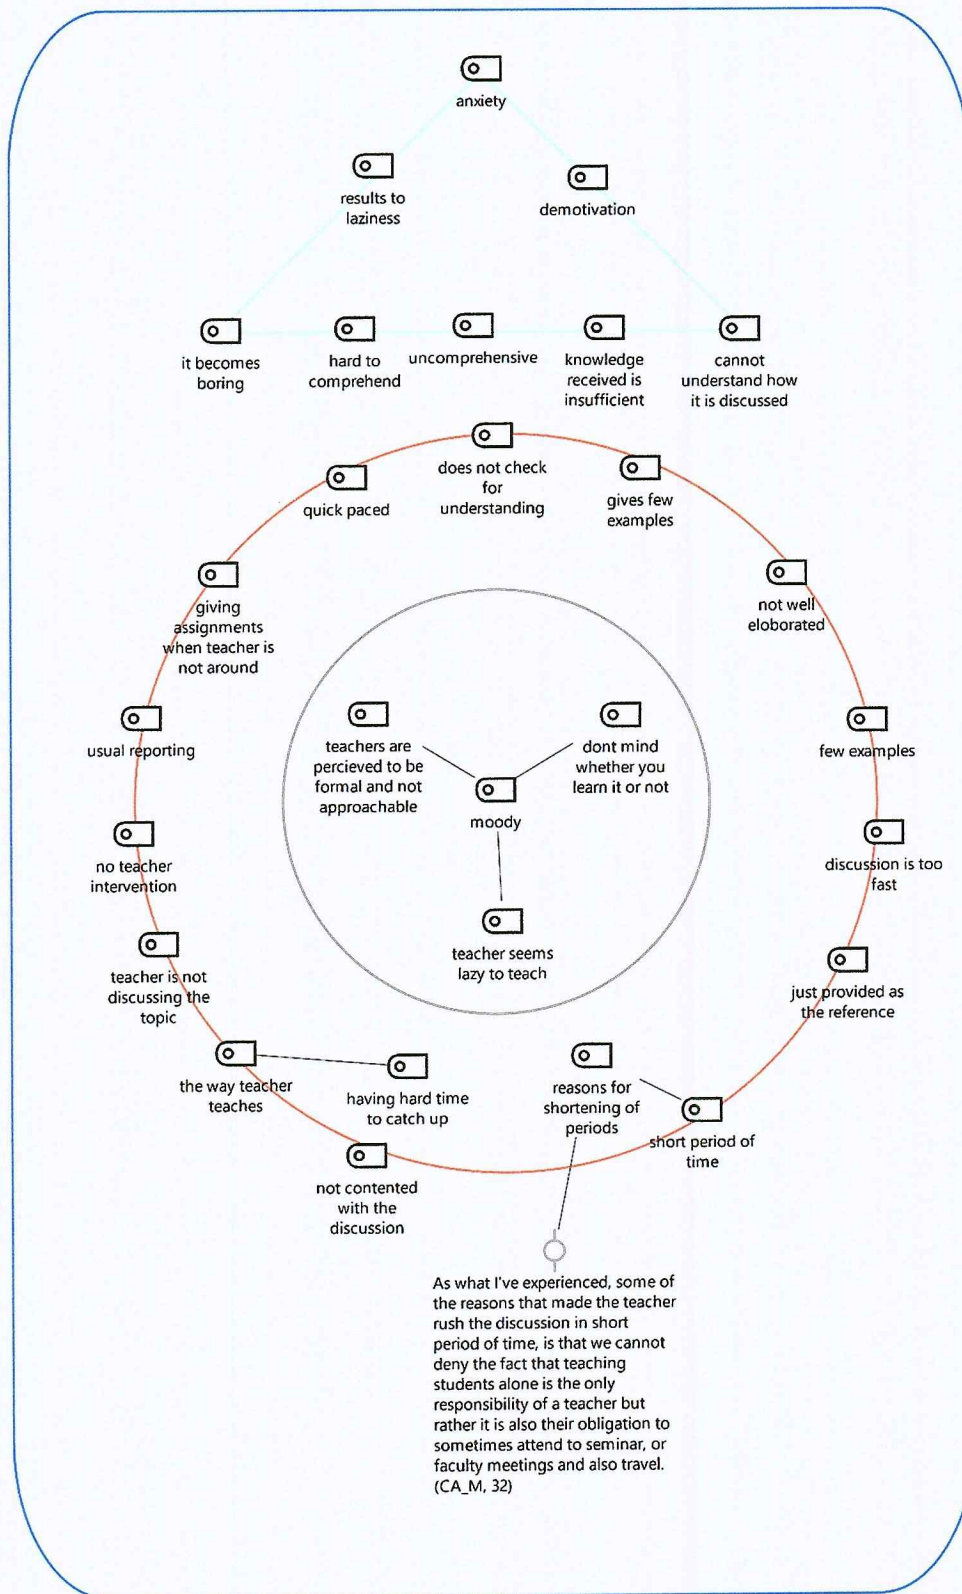 anxiety
results to
laziness
demotivation
it becomes
boring
hard to
comprehend
uncomprehensive
knowledge
received is
insufficient
cannot
understand how
it is discussed
does not check
for
understanding
quick paced
gives few
examples
giving
assignments
when teacher is
not around
not well
eloborated
usual reporting
teachers are
percieved to be
formal and not
approachable
dont mind
whether you
learn it or not
few examples
moody
no teacher
intervention
discussion is too
fast
teacher seems
lazy to teach
teacher is not
discussing the
topic
just provided as
the reference
the way teacher
teaches
having hard time
to catch up
reasons for
shortening of
periods
short period of
time
not contented
with the
discussion
As what I've experienced, some of
the reasons that made the teacher
rush the discussion in short
period of time, is that we cannot
deny the fact that teaching
students alone is the only
responsibility of a teacher but
rather it is also their obligation to
sometimes attend to seminar, or
faculty meetings and also travel.
(CA_M, 32)